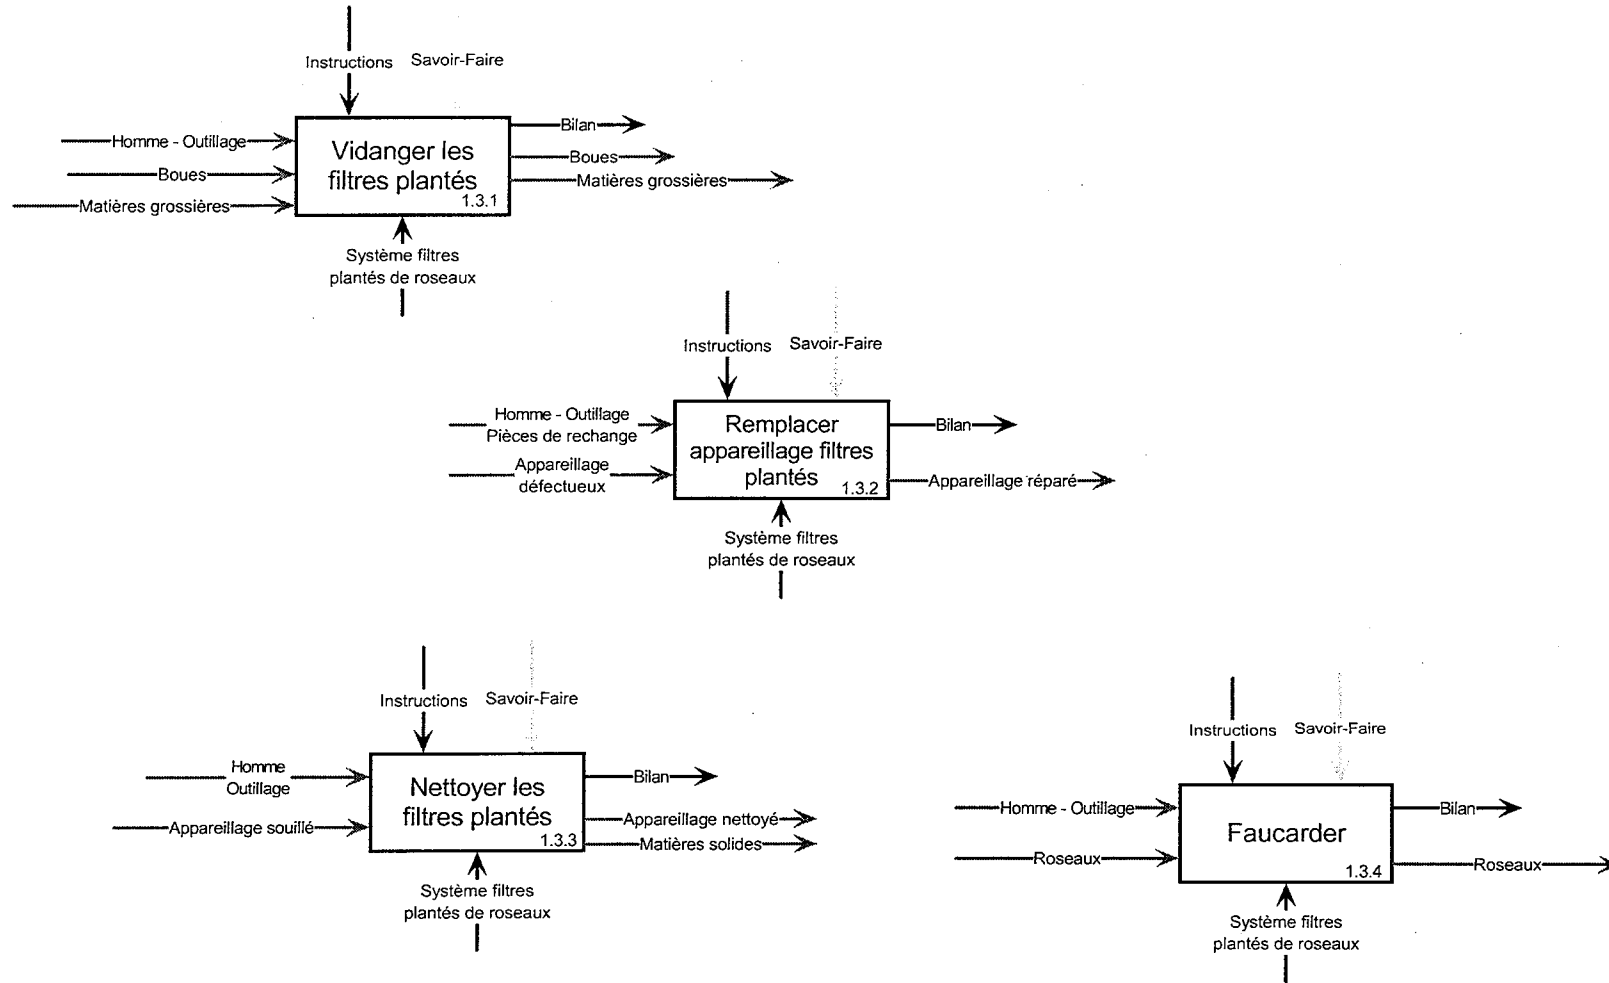 Instructions
Savoir-Faire
Homme - Outillage
Boues
Matières grossières
Vidanger les
filtres plantés
1.3.1
Bilan
Boues
Matières grossières
Système filtres
plantés de roseaux
Instructions
Savoir-Faire
Homme - Outillage
Pièces de rechange
Appareillage
défectueux
Remplacer
appareillage filtres
plantés
1.3.2
Bilan
Appareillage réparé
Système filtres
plantés de roseaux
Instructions
Savoir-Faire
Homme
Outillage
Appareillage souillé
Nettoyer les
filtres plantés
1.3.3
Bilan
Appareillage nettoyé
Matières solides
Système filtres
plantés de roseaux
Instructions
Savoir-Faire
Homme - Outillage
Roseaux
Faucarder
1.3.4
Bilan
Roseaux
Système filtres
plantés de roseaux